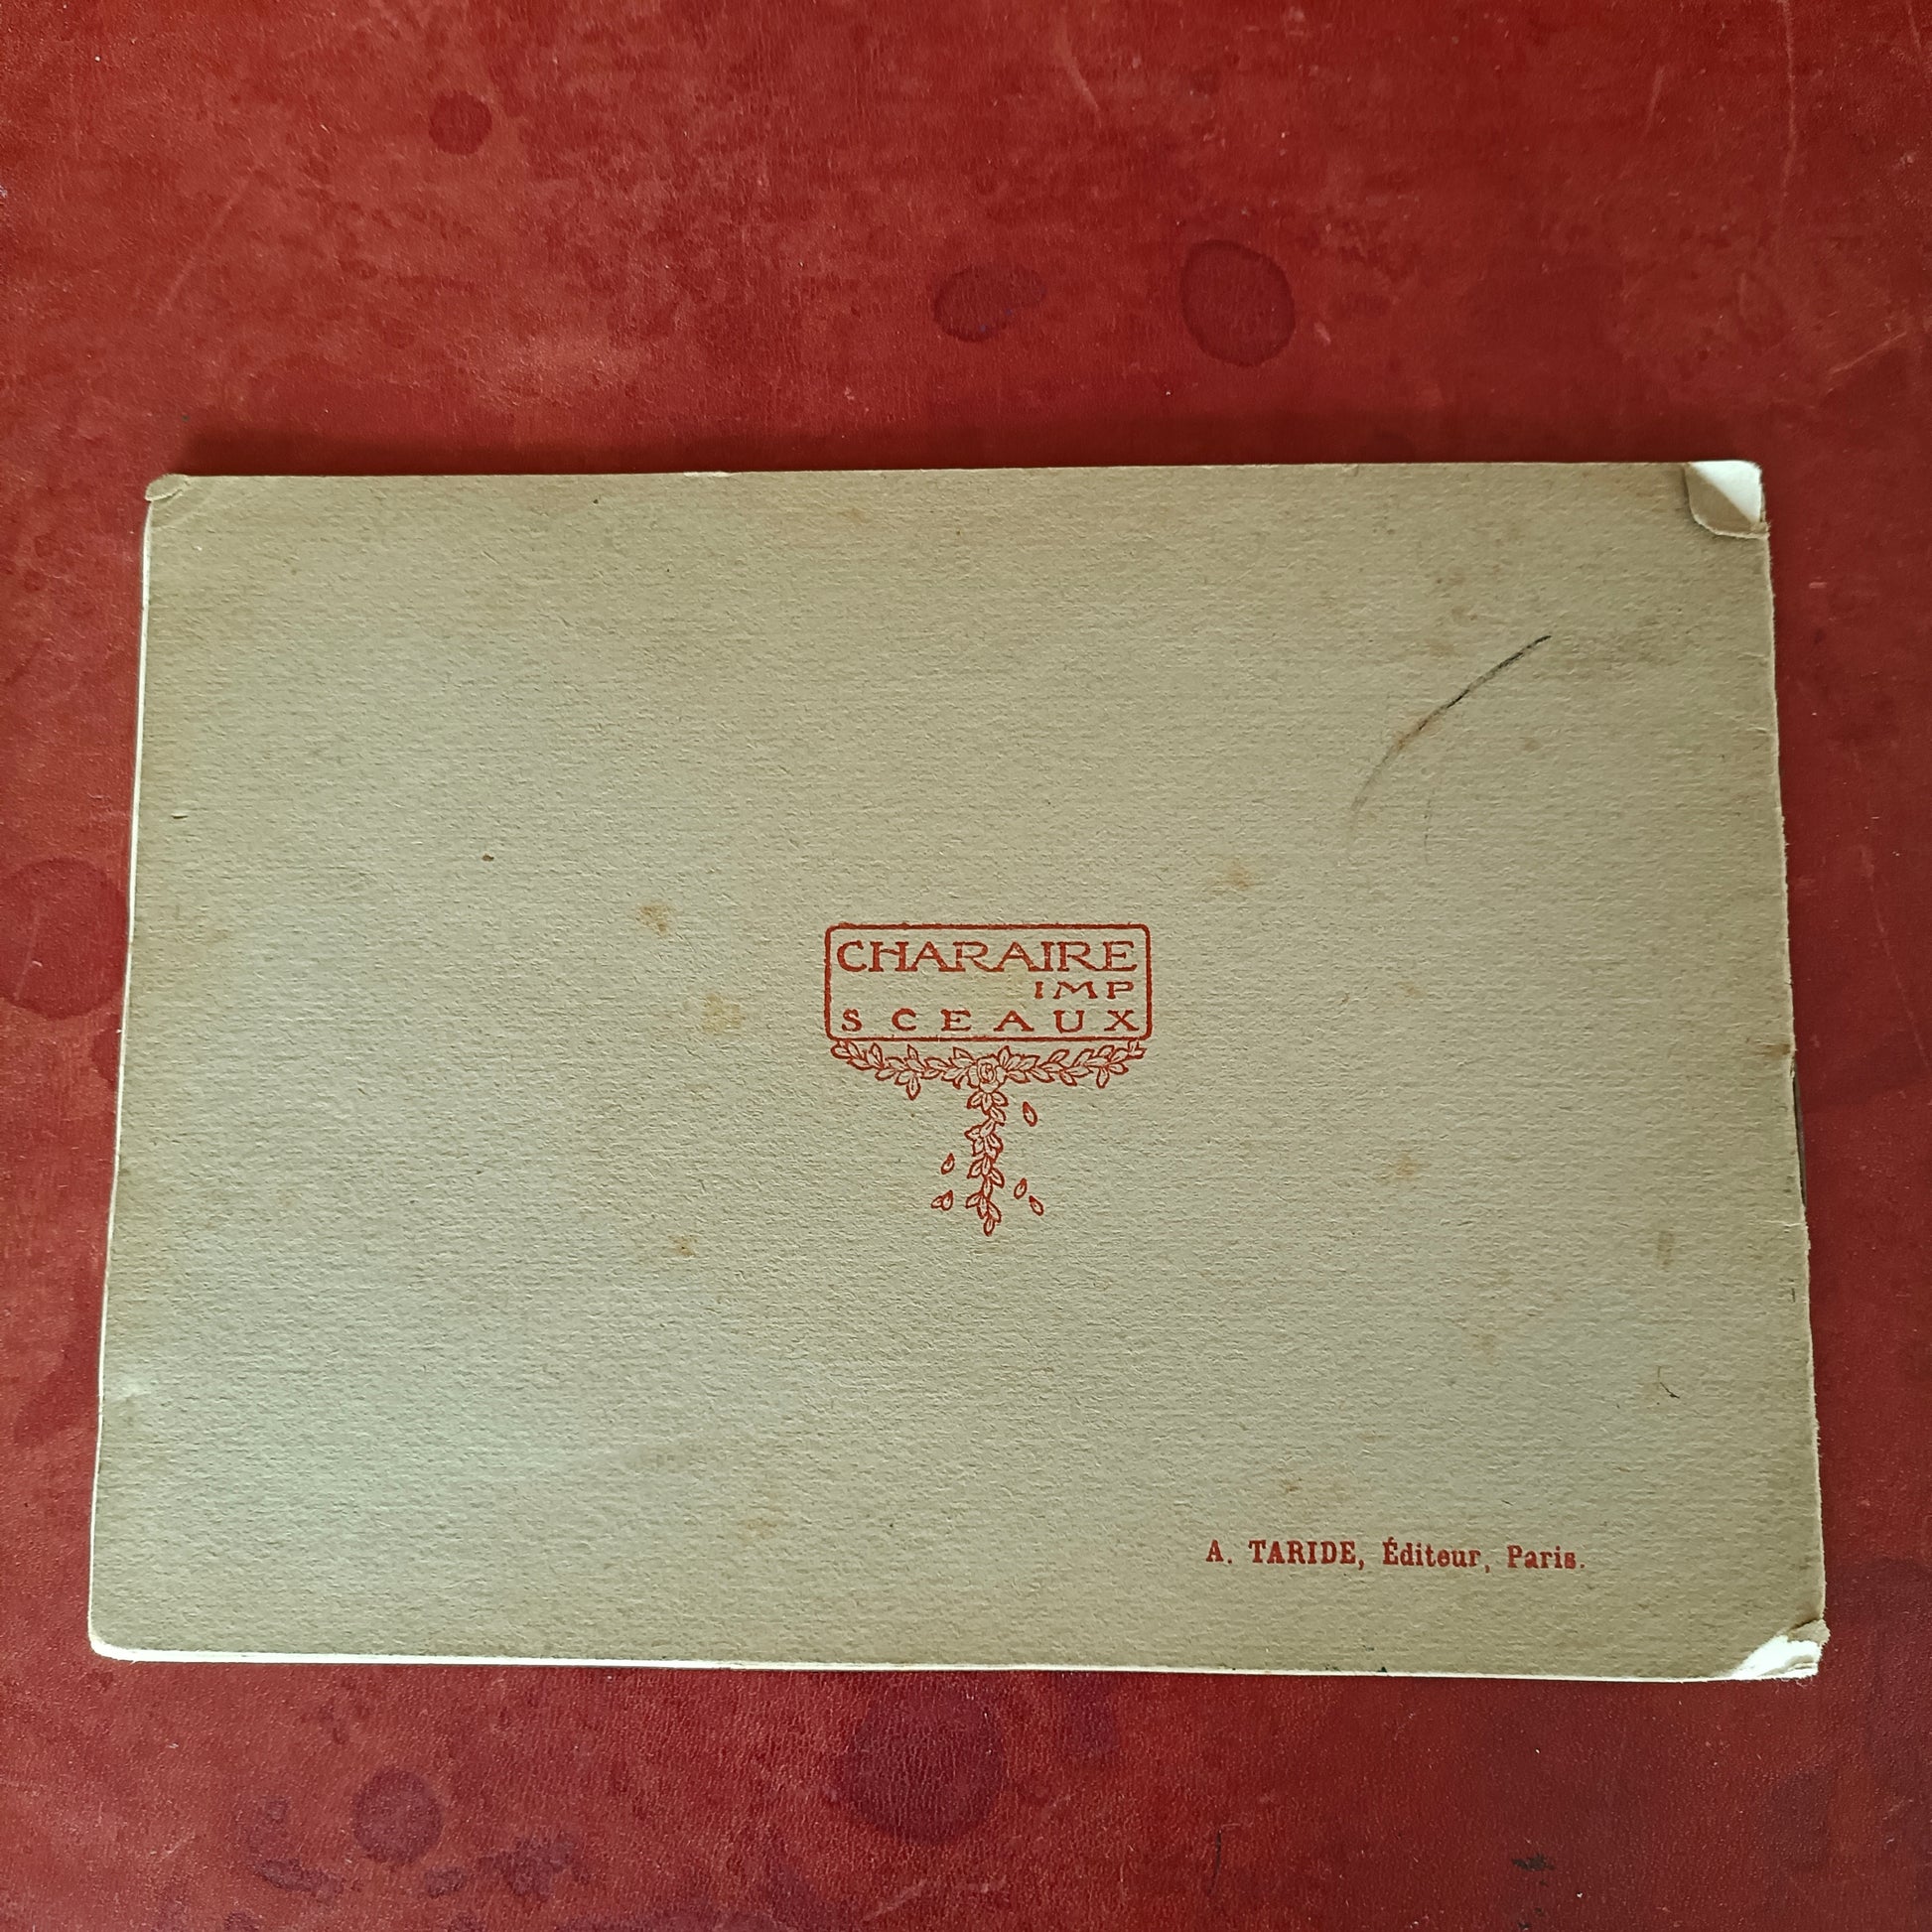 CHARAIRE
IMP
SCEAUX
A. TARIDE, Éditeur, Paris.